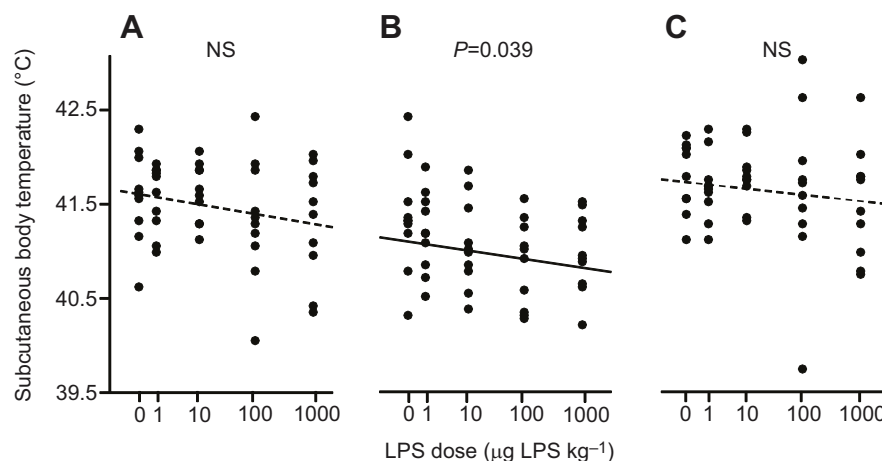 A B C
NS P=0.039 NS
Subcutaneous body temperature (°C)
42.5
41.5
40.5
39.5
0 1 10 100 1000 0 1 10 100 1000 0 1 10 100 1000
LPS dose (μg LPS kg⁻¹)